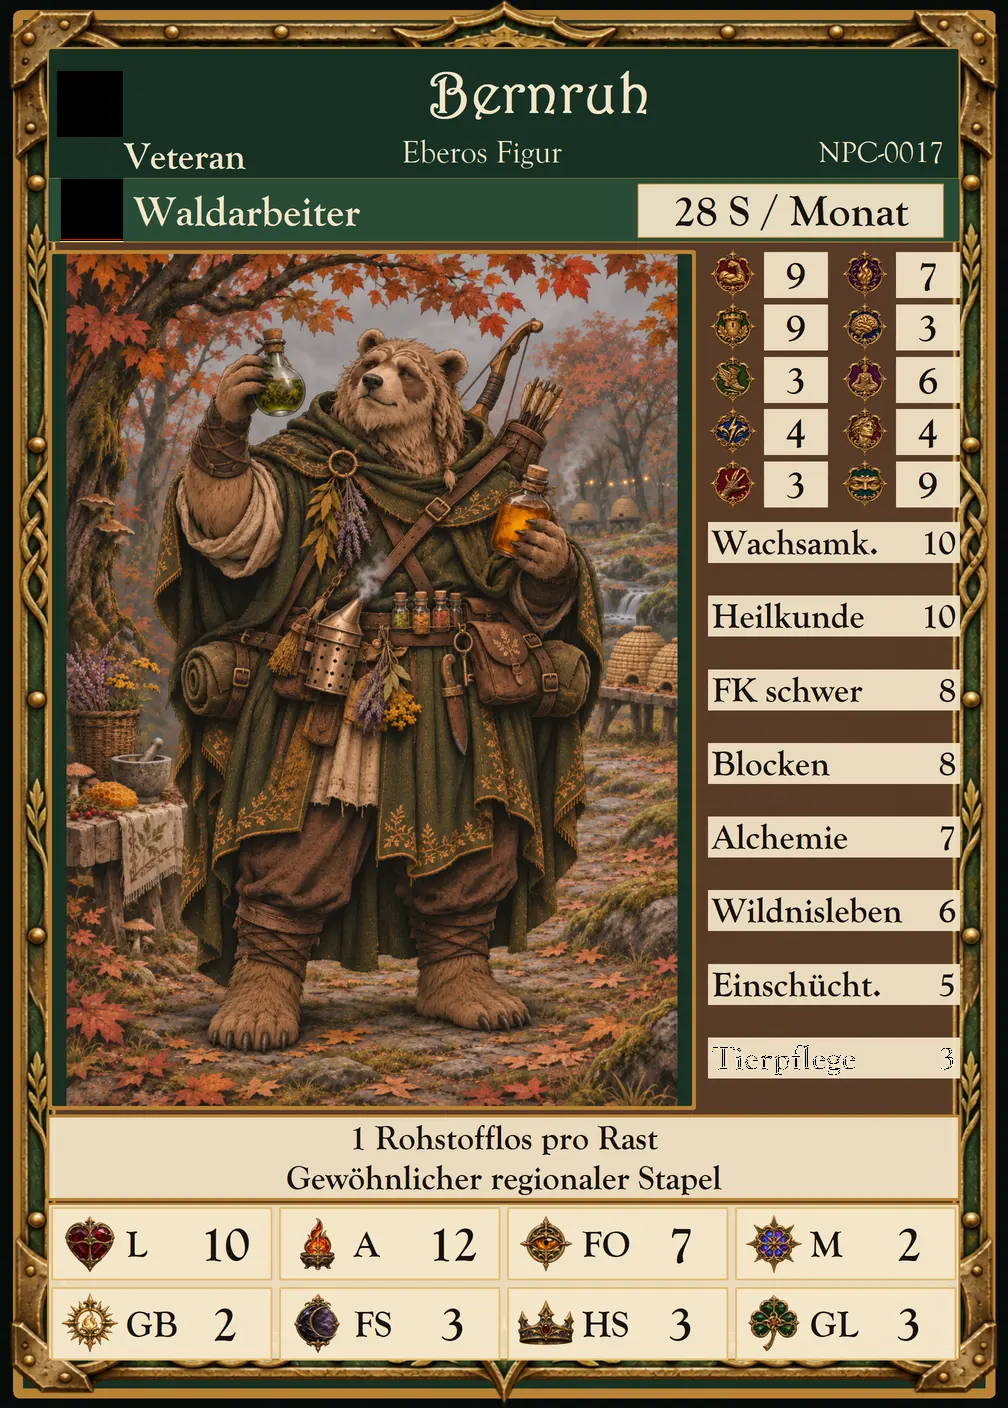 Bernruh
Veteran
Eberos Figur
NPC-0017
Waldarbeiter
28 S / Monat
9 7
9 3
3 6
4 4
3 9
Wachsamk. 10
Heilkunde 10
FK schwer 8
Blocken 8
Alchemie 7
Wildnisleben 6
Einschücht. 5
Tierpflege 3
1 Rohstofflos pro Rast
Gewöhnlicher regionaler Stapel
L 10 A 12 FO 7 M 2
GB 2 FS 3 HS 3 GL 3